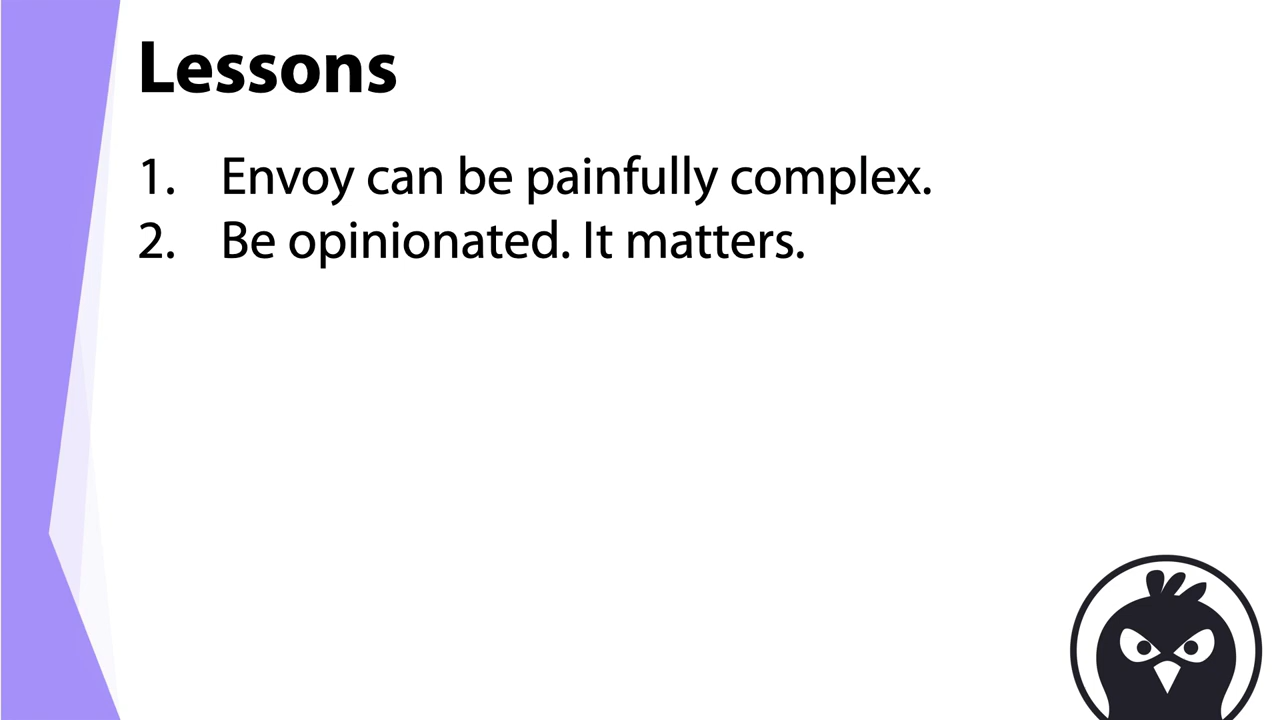 Lessons
1. Envoy can be painfully complex.
2. Be opinionated. It matters.